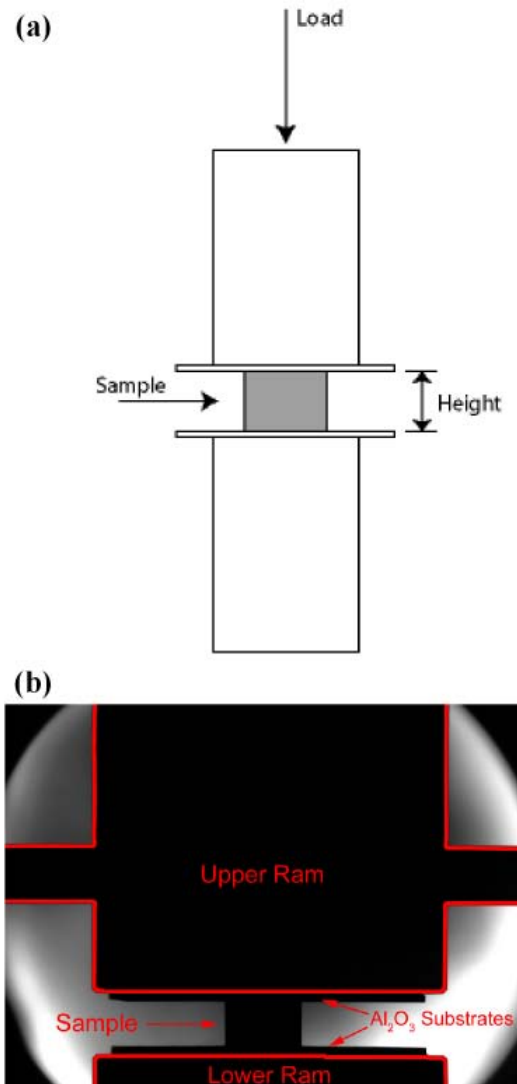 (a)
Load
Sample
Height
(b)
Upper Ram
Sample
Al₂O₃ Substrates
Lower Ram